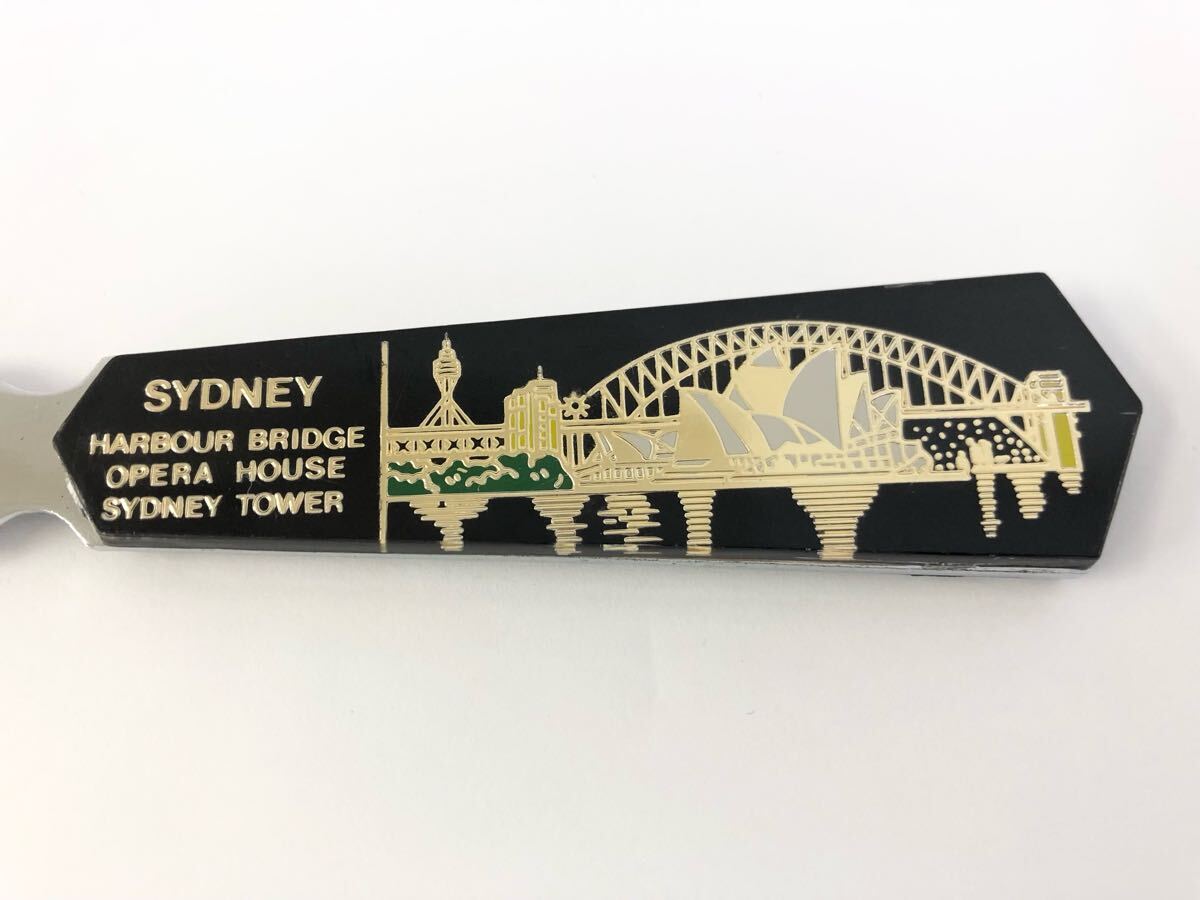 SYDNEY
HARBOUR BRIDGE
OPERA HOUSE
SYDNEY TOWER